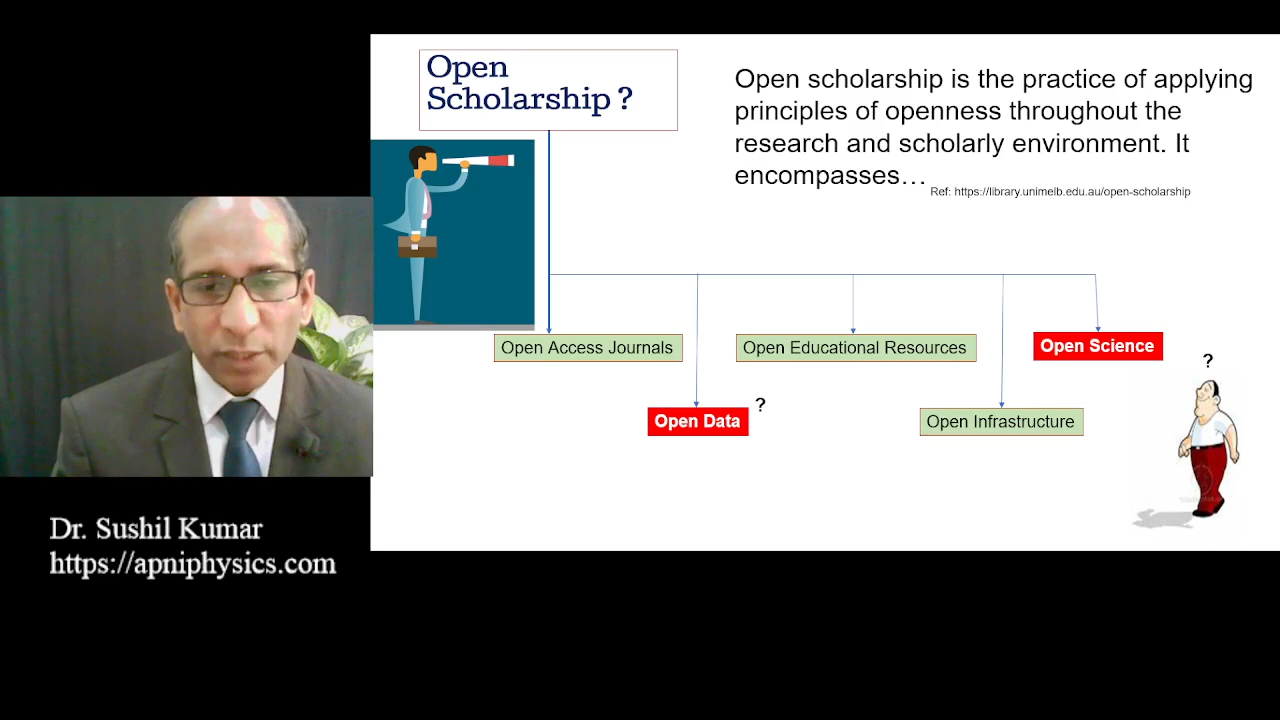 Open
Scholarship ?
Open scholarship is the practice of applying
principles of openness throughout the
research and scholarly environment. It
encompasses…
Ref: https://library.unimelb.edu.au/open-scholarship
Open Access Journals
Open Educational Resources
Open Science
?
Open Data
?
Open Infrastructure
Dr. Sushil Kumar
https://apniphysics.com